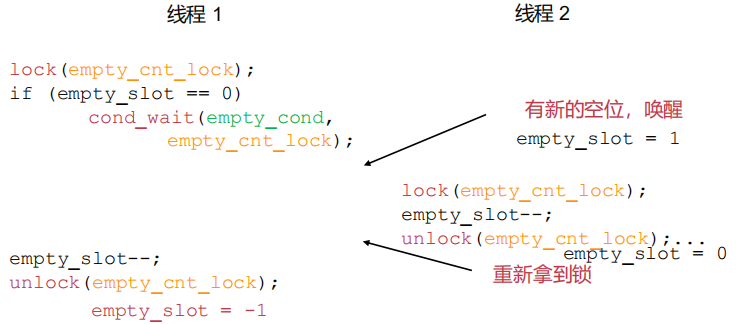 线程 1
线程 2
lock(empty_cnt_lock);
if (empty_slot == 0)
cond_wait(empty_cond,
empty_cnt_lock);
有新的空位，唤醒
empty_slot = 1
lock(empty_cnt_lock);
empty_slot--;
unlock(empty_cnt_lock);...
empty_slot = 0
重新拿到锁
empty_slot--;
unlock(empty_cnt_lock);
empty_slot = -1